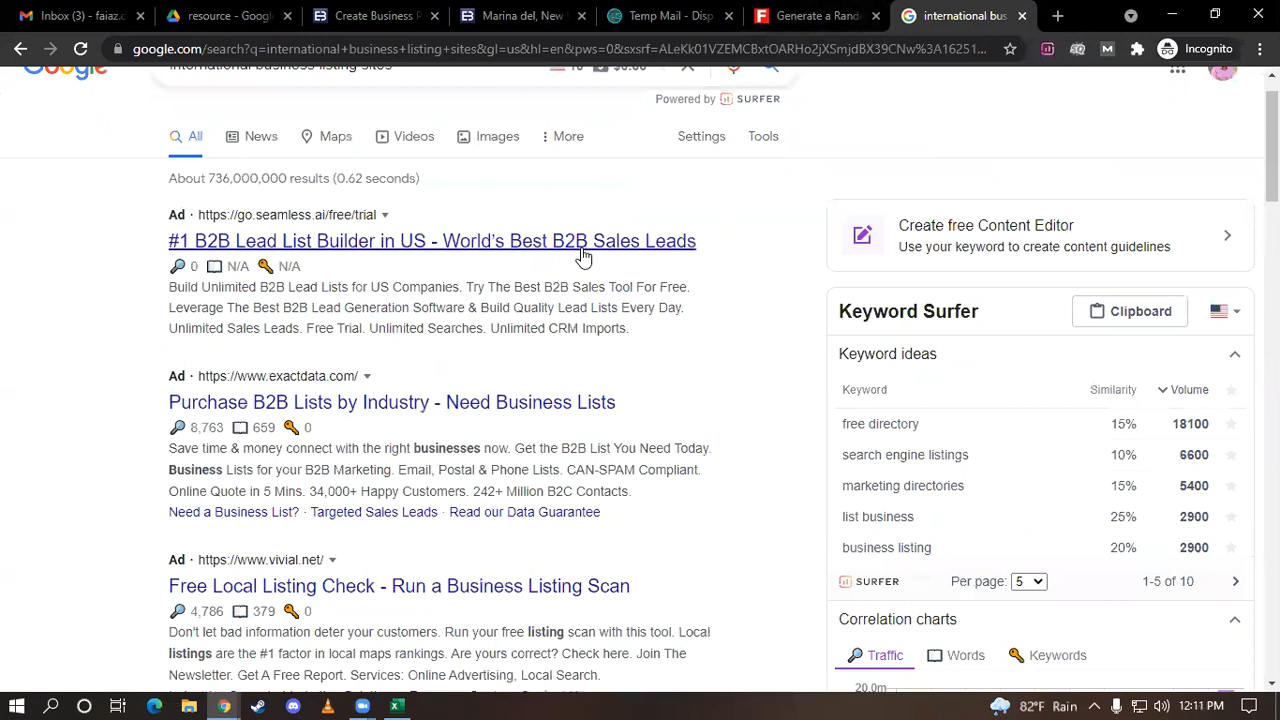 Inbox (3) - faiaz.c
resource - Google
Create Business P
Marina del, New
Temp Mail - Disp
Generate a Rand
international bus
google.com/search?q=international+business+listing+sites&gl=us&hl=en&pws=0&sxsrf=ALeKk01VZEMCBxtOARHo2jXSmjdBX39CNw%3A16251...
Incognito
Google
international business listing sites
10 $0.00
Powered by SURFER
All News Maps Videos Images More Settings Tools
About 736,000,000 results (0.62 seconds)
Ad · https://go.seamless.ai/free/trial
#1 B2B Lead List Builder in US - World's Best B2B Sales Leads
0 N/A N/A
Build Unlimited B2B Lead Lists for US Companies. Try The Best B2B Sales Tool For Free.
Leverage The Best B2B Lead Generation Software & Build Quality Lead Lists Every Day.
Unlimited Sales Leads. Free Trial. Unlimited Searches. Unlimited CRM Imports.
Ad · https://www.exactdata.com/
Purchase B2B Lists by Industry - Need Business Lists
8,763 659 0
Save time & money connect with the right businesses now. Get the B2B List You Need Today.
Business Lists for your B2B Marketing. Email, Postal & Phone Lists. CAN-SPAM Compliant.
Online Quote in 5 Mins. 34,000+ Happy Customers. 242+ Million B2C Contacts.
Need a Business List? · Targeted Sales Leads · Read our Data Guarantee
Ad · https://www.vivial.net/
Free Local Listing Check - Run a Business Listing Scan
4,786 379 0
Don't let bad information deter your customers. Run your free listing scan with this tool. Local
listings are the #1 factor in local maps rankings. Are yours correct? Check here. Join The
Newsletter. Get A Free Report. Services: Online Advertising, Local Search.
Create free Content Editor
Use your keyword to create content guidelines
Keyword Surfer
Clipboard
Keyword ideas
Keyword Similarity Volume
free directory 15% 18100
search engine listings 10% 6600
marketing directories 15% 5400
list business 25% 2900
business listing 20% 2900
SURFER Per page: 5 1-5 of 10
Correlation charts
Traffic Words Keywords
20.0m
82°F Rain
12:11 PM